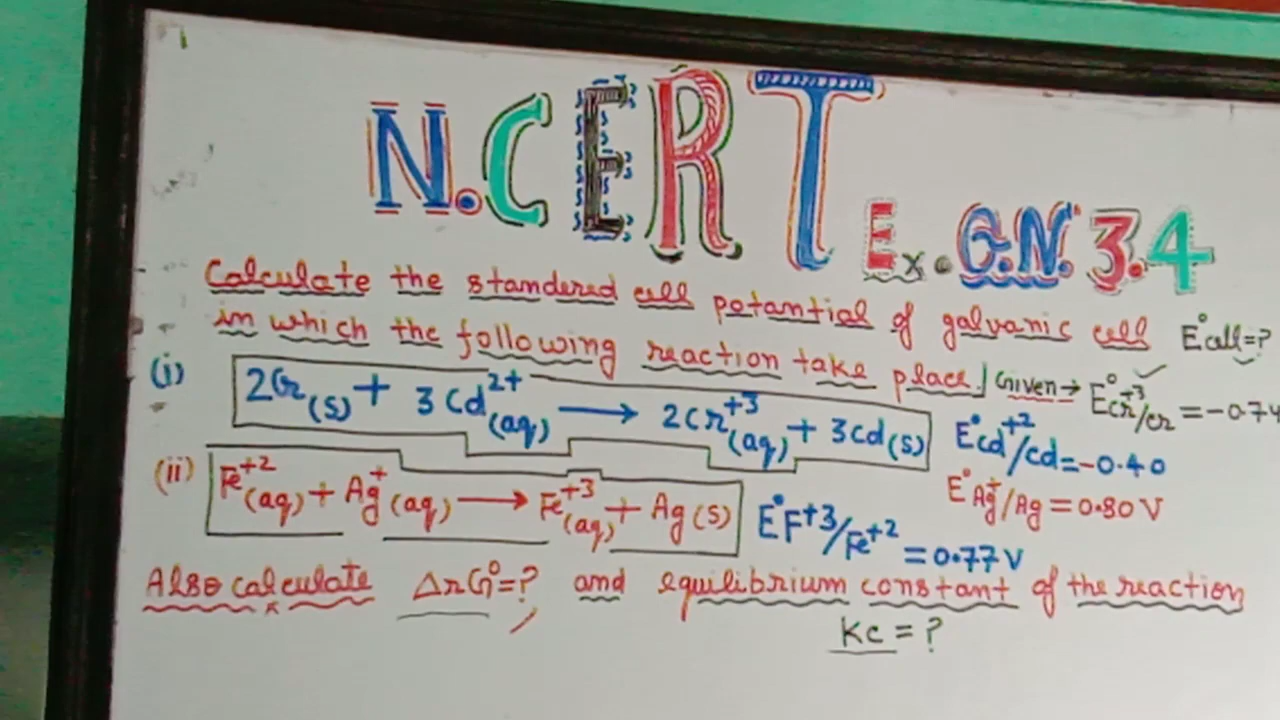 N.CERT Ex. Q.N. 3.4
Calculate the standered cell potantial of galvanic cell E°call=?
in which the following reaction take place. Given → E°cr+3/cr = -0.74
(i) 2Cr(s) + 3Cd2+(aq) → 2Cr+3(aq) + 3Cd(s) E°cd+2/cd=-0.40
(ii) Fe+2(aq) + Ag+(aq) → Fe+3(aq) + Ag(s) E°Ag+/Ag = 0.80 V
E°F+3/Fe+2 = 0.77V
Also calculate ΔrG°=? and equilibrium constant of the reaction
Kc = ?